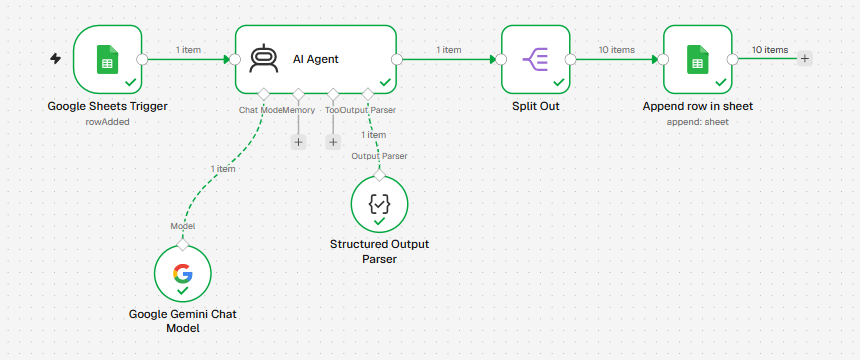 1 item
1 item
10 items
10 items
AI Agent
Google Sheets Trigger
rowAdded
Split Out
Append row in sheet
append: sheet
Chat Model
Memory
Tool
Output Parser
1 item
Output Parser
1 item
Model
Structured Output
Parser
Google Gemini Chat
Model